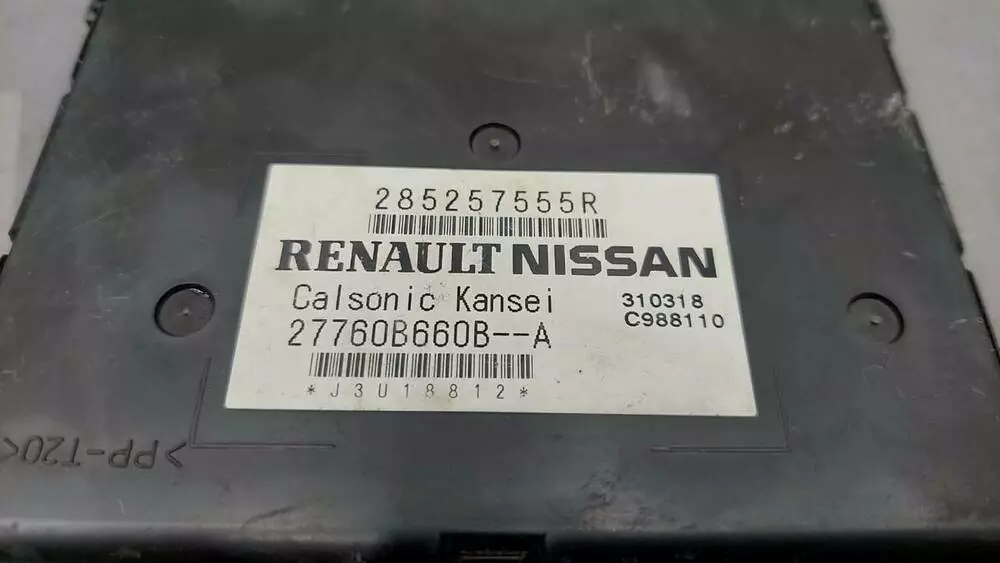 285257555R
RENAULT NISSAN
Calsonic Kansei
310318
27760B660B--A
C988110
*J3U18812*
>PP-T20<